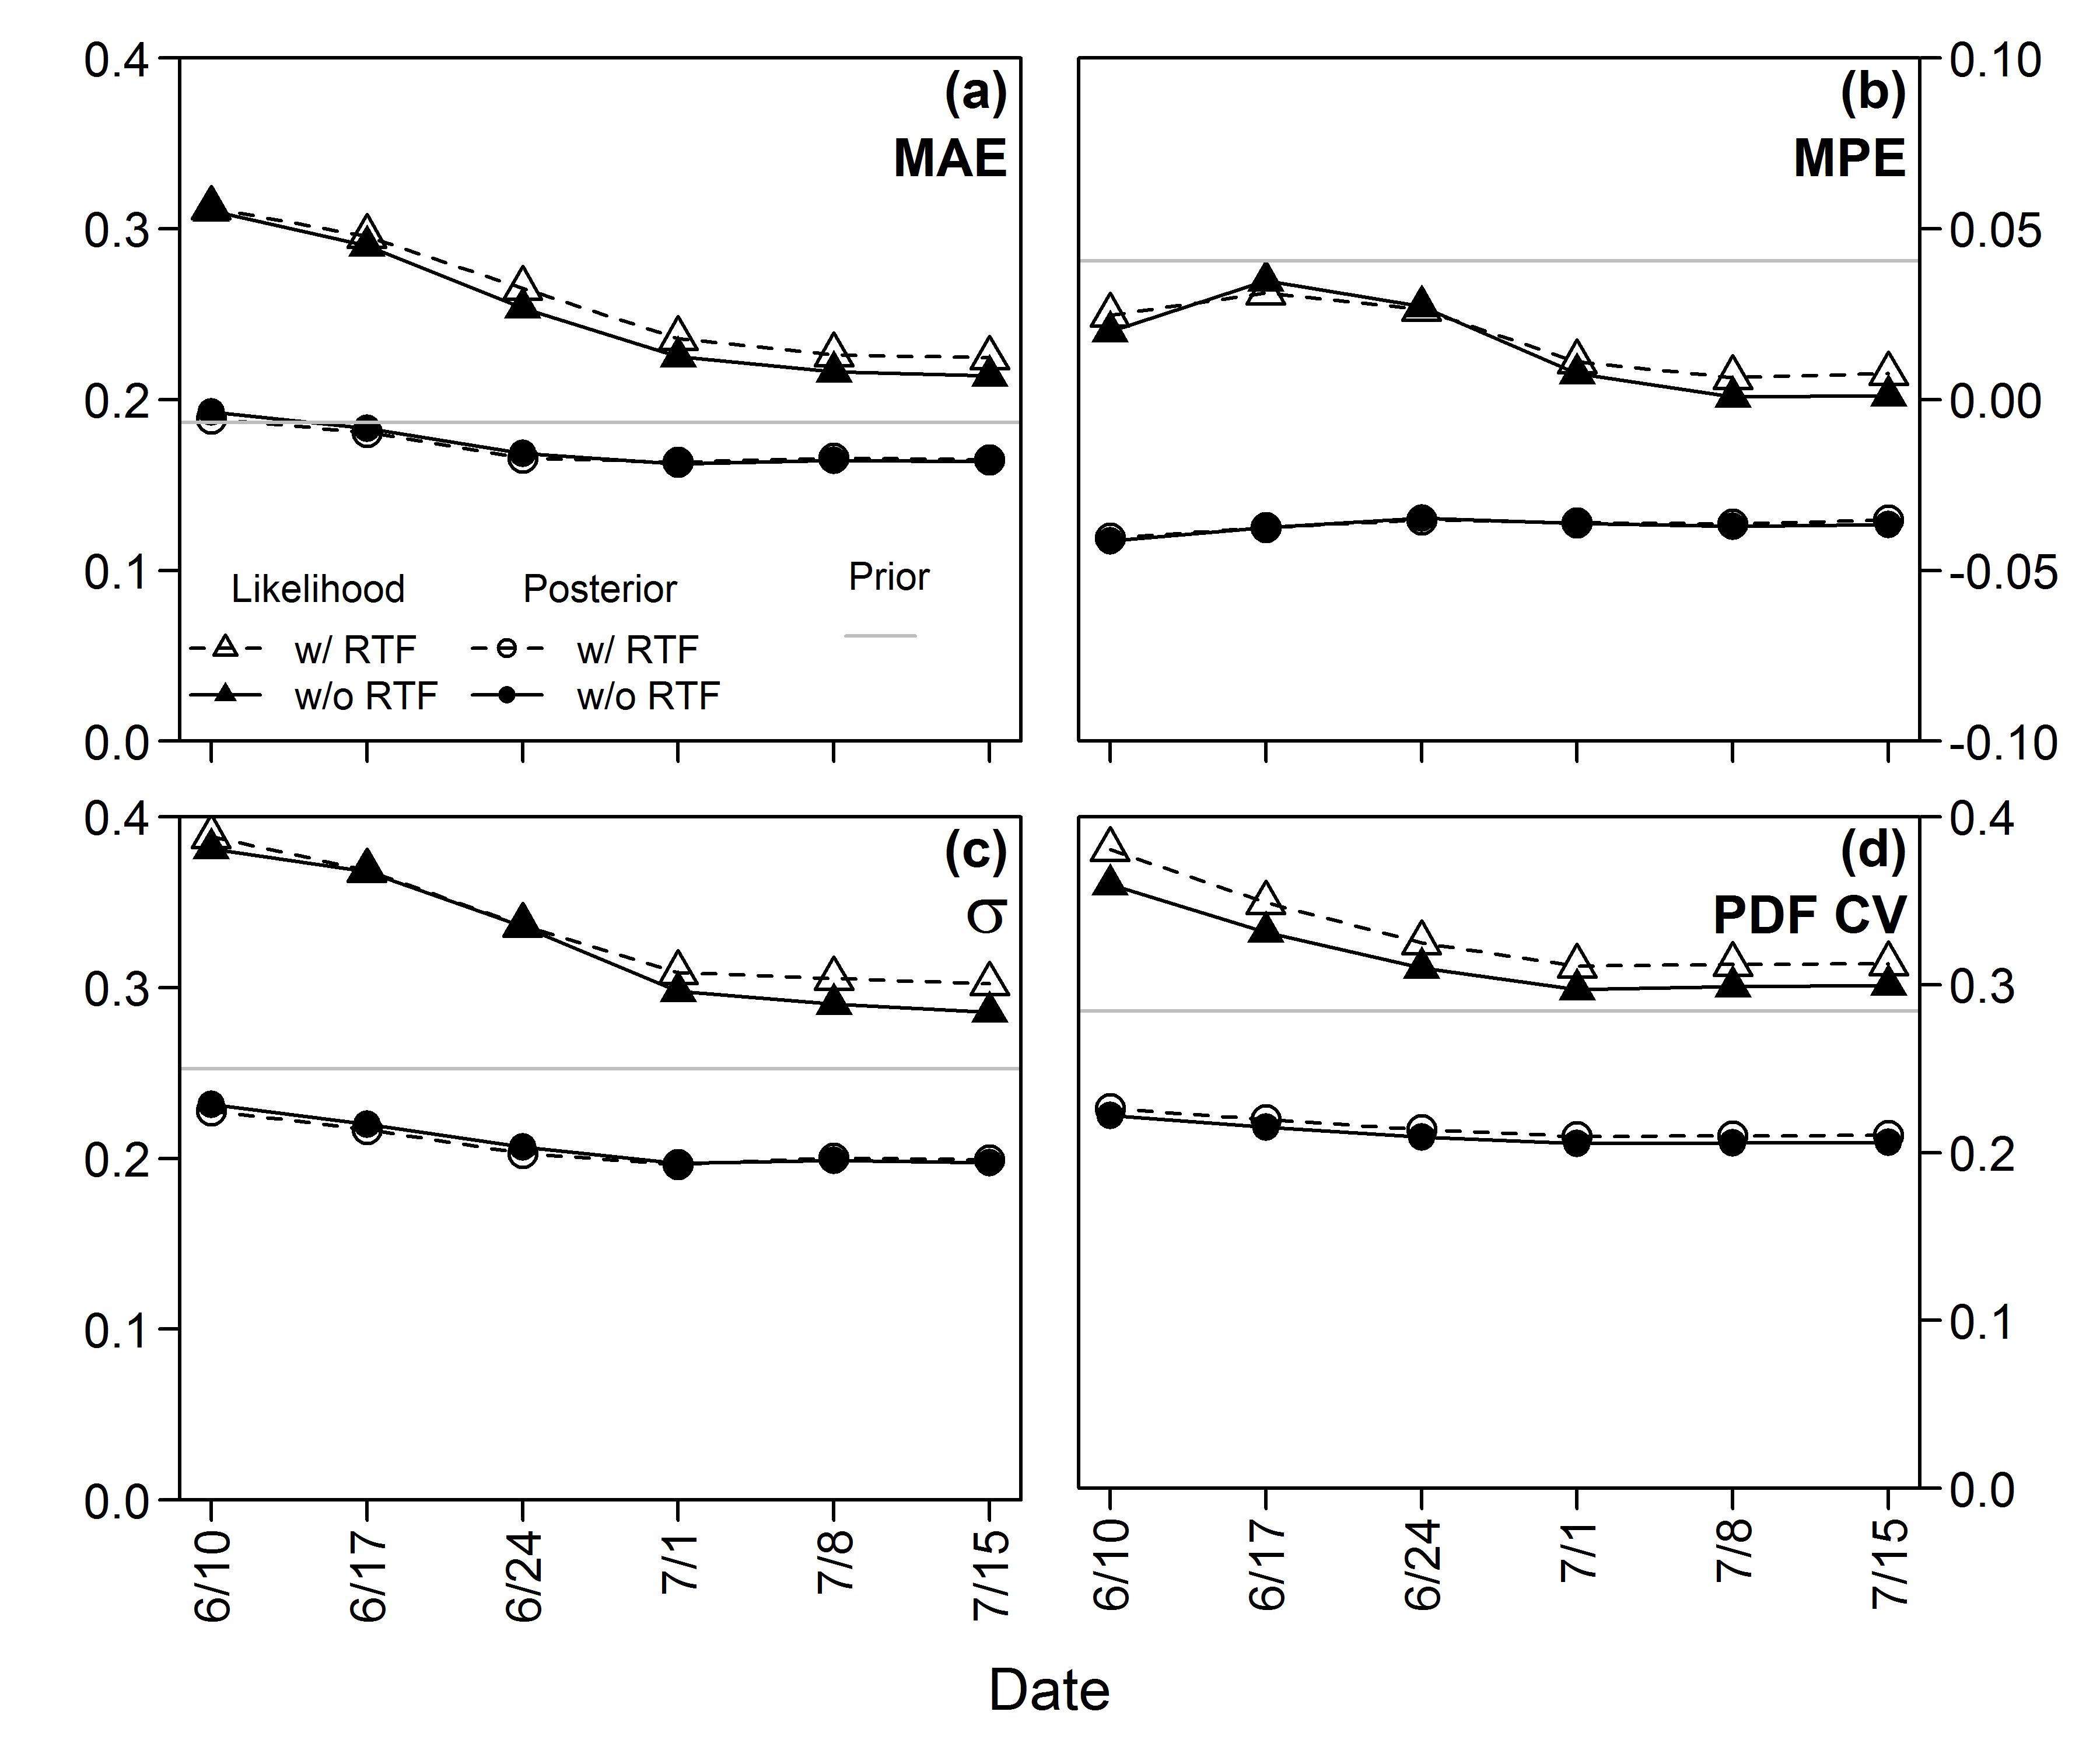 0.4
0.3
0.2
0.1
0.0
(a)
MAE
Likelihood Posterior Prior
w/ RTF w/ RTF
w/o RTF w/o RTF
(b)
MPE
0.10
0.05
0.00
-0.05
-0.10
0.4
0.3
0.2
0.1
0.0
(c)
σ
6/10 6/17 6/24 7/1 7/8 7/15
(d)
PDF CV
0.4
0.3
0.2
0.1
0.0
6/10 6/17 6/24 7/1 7/8 7/15
Date